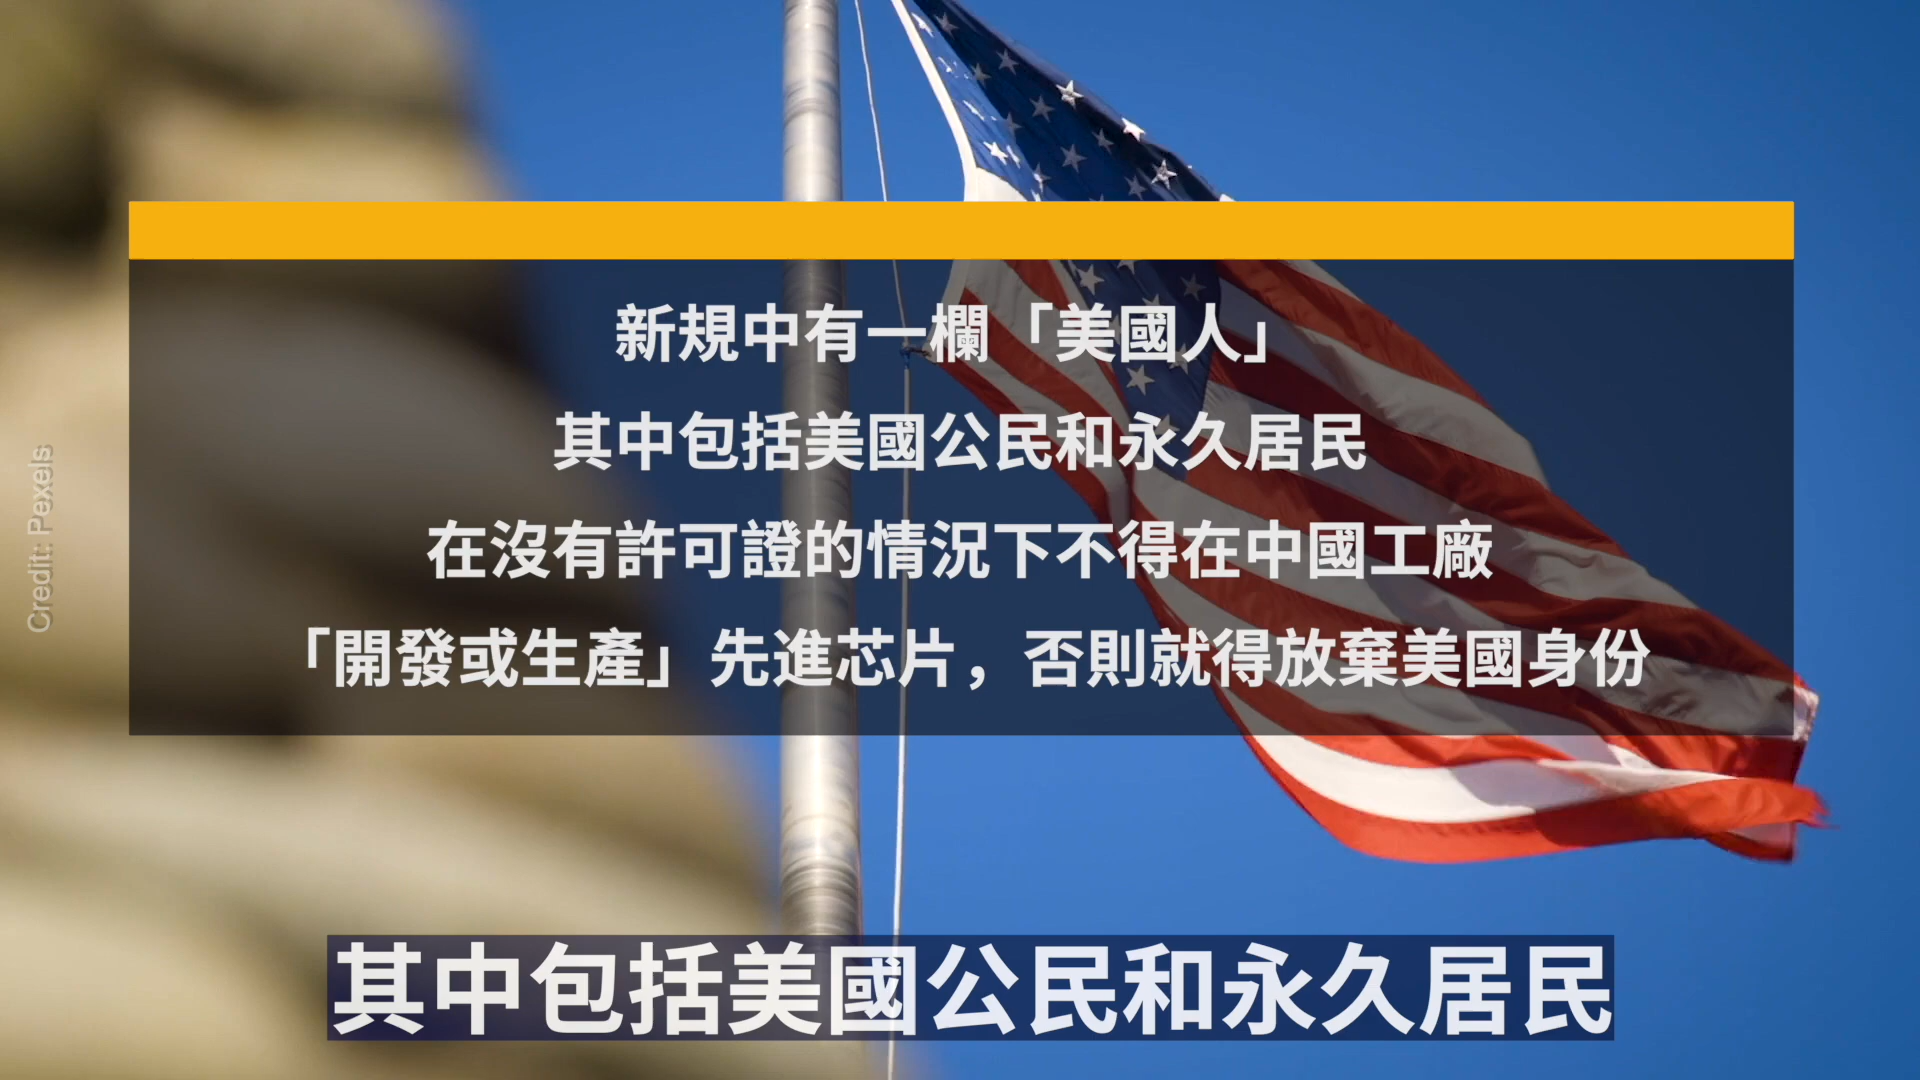 新規中有一欄「美國人」
其中包括美國公民和永久居民
在沒有許可證的情況下不得在中國工廠
「開發或生產」先進芯片，否則就得放棄美國身份
Credit: Pexels
其中包括美國公民和永久居民